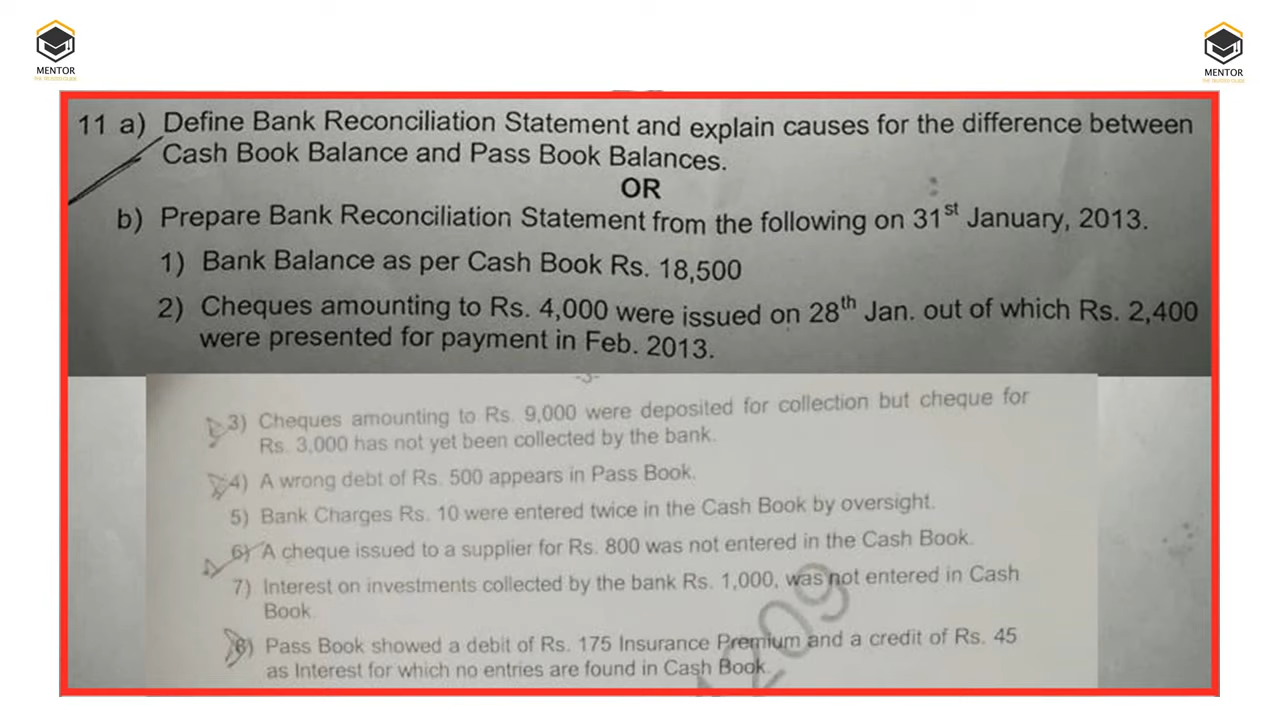 MENTOR
MENTOR
11 a) Define Bank Reconciliation Statement and explain causes for the difference between
Cash Book Balance and Pass Book Balances.
OR
b) Prepare Bank Reconciliation Statement from the following on 31st January, 2013.
1) Bank Balance as per Cash Book Rs. 18,500
2) Cheques amounting to Rs. 4,000 were issued on 28th Jan. out of which Rs. 2,400
were presented for payment in Feb. 2013.
-3-
3) Cheques amounting to Rs. 9,000 were deposited for collection but cheque for
Rs. 3,000 has not yet been collected by the bank.
4) A wrong debt of Rs. 500 appears in Pass Book.
5) Bank Charges Rs. 10 were entered twice in the Cash Book by oversight.
6) A cheque issued to a supplier for Rs. 800 was not entered in the Cash Book.
7) Interest on investments collected by the bank Rs. 1,000, was not entered in Cash
Book.
8) Pass Book showed a debit of Rs. 175 Insurance Premium and a credit of Rs. 45
as Interest for which no entries are found in Cash Book.
1209